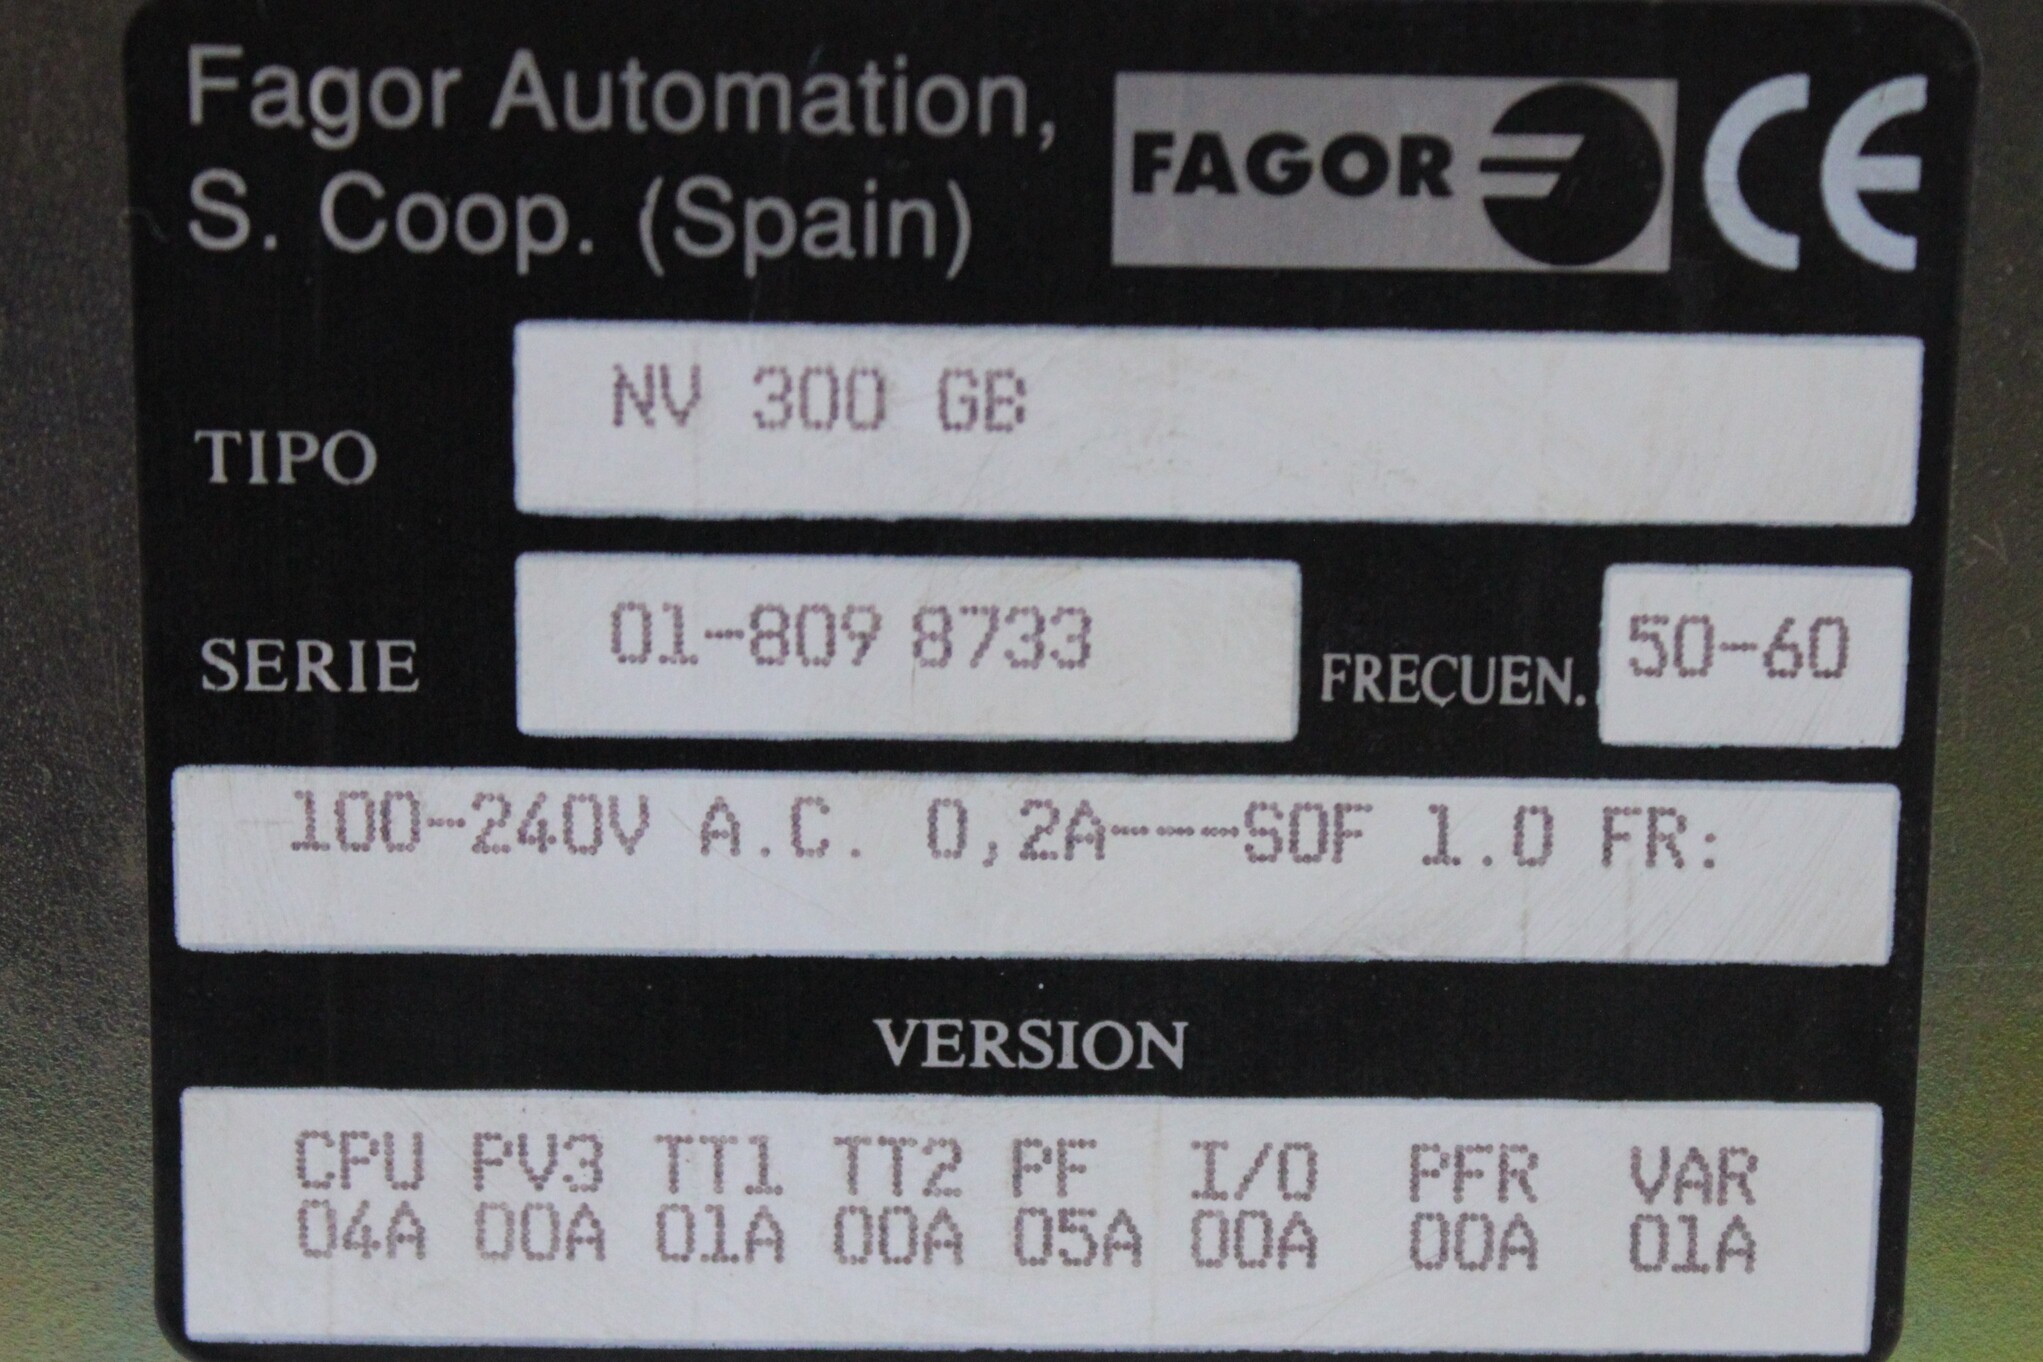 Fagor Automation,
S. Coop. (Spain)
FAGOR
CE
TIPO NV 300 GB
SERIE 01-809 8733 FRECUEN. 50-60
100-240V A.C. 0,2A----SOF 1.0 FR:
VERSION
CPU PV3 TT1 TT2 PF I/O PFR VAR
04A 00A 01A 00A 05A 00A 00A 01A